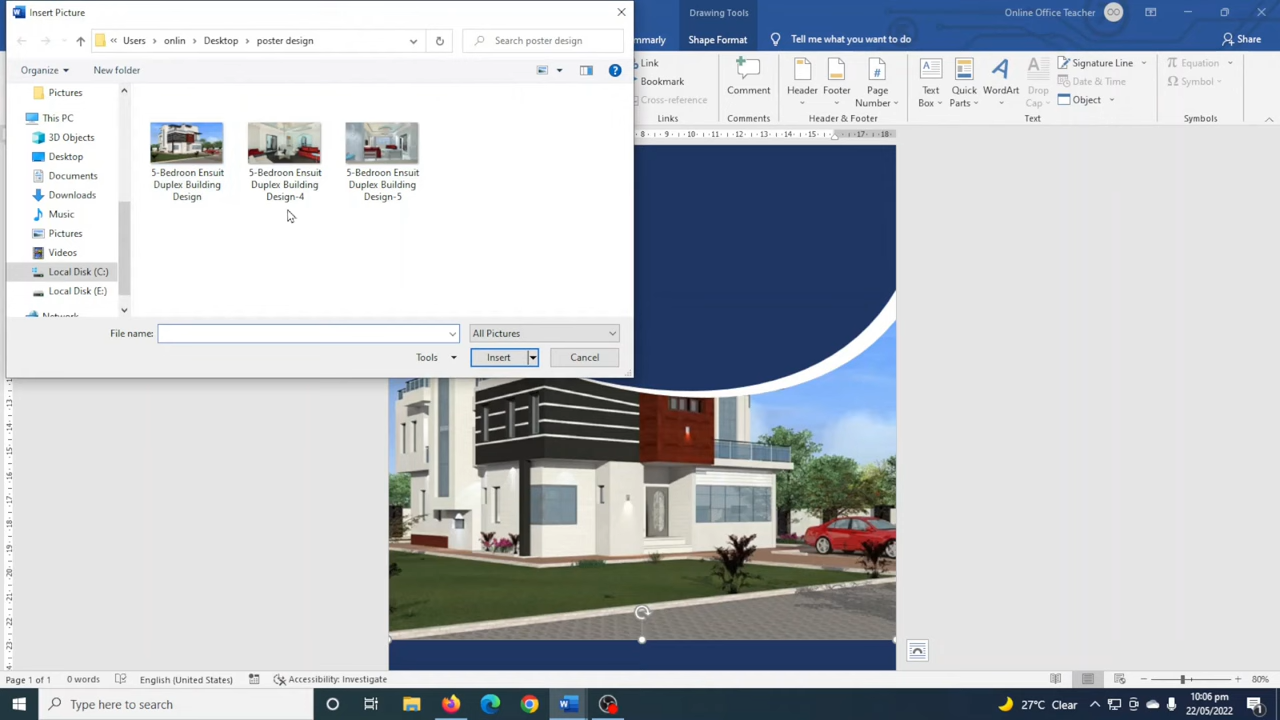 Insert Picture
Drawing Tools
Online Office Teacher
OO
Users
onlin
Desktop
poster design
Search poster design
mmarly
Shape Format
Tell me what you want to do
Share
Organize
New folder
Link
Bookmark
Cross-reference
Links
Comment
Comments
Header
Footer
Page
Number
Header & Footer
Text
Box
Quick
Parts
WordArt
Drop
Cap
Signature Line
Date & Time
Object
Text
Equation
Symbol
Symbols
Pictures
This PC
3D Objects
Desktop
Documents
Downloads
Music
Pictures
Videos
Local Disk (C:)
Local Disk (E:)
5-Bedroon Ensuit
Duplex Building
Design
5-Bedroon Ensuit
Duplex Building
Design-4
5-Bedroon Ensuit
Duplex Building
Design-5
File name:
All Pictures
Tools
Insert
Cancel
Page 1 of 1
0 words
English (United States)
Accessibility: Investigate
80%
Type here to search
27°C Clear
10:06 pm
22/05/2022